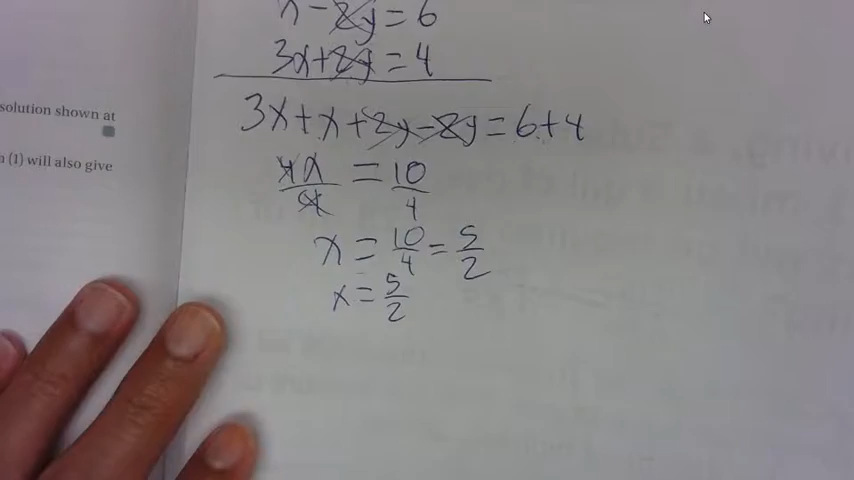 x - 2y = 6
3x + 2y = 4
solution shown at
3x + x + 2y - 2y = 6 + 4
(1) will also give
4x/4 = 10/4
x = 10/4 = 5/2
x = 5/2